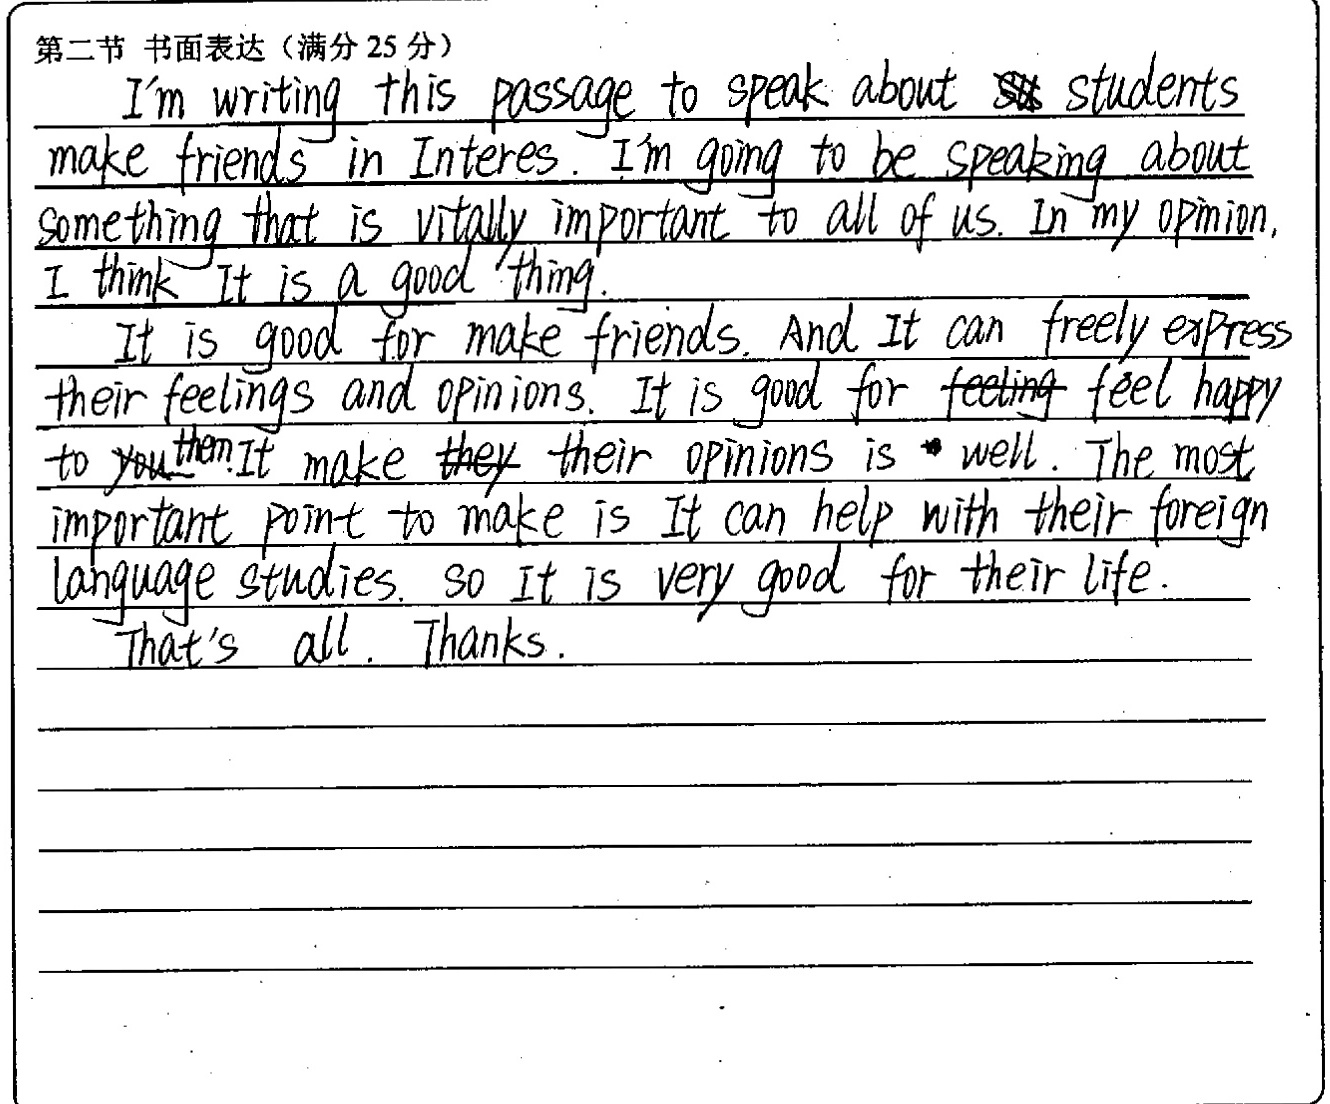 第二节 书面表达（满分 25 分）
I'm writing this passage to speak about students
make friends in Interes. I'm going to be speaking about
something that is vitally important to all of us. In my opinion,
I think It is a good thing.
It is good for make friends. And It can freely express
their feelings and opinions. It is good for feeling feel happy
to you them. It make they their opinions is well. The most
important point to make is It can help with their foreign
language studies. so It is very good for their life.
That's all. Thanks.